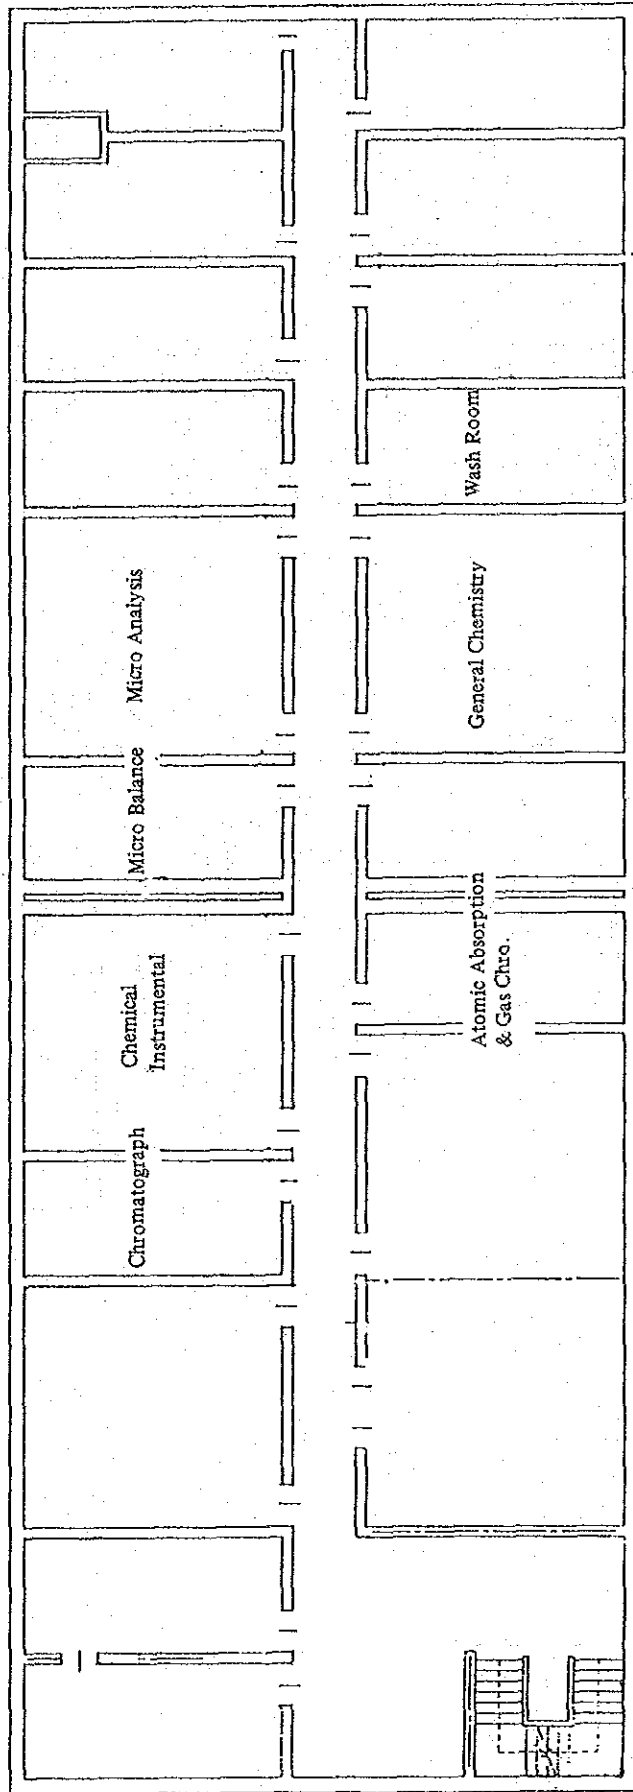 Chromatograph
Chemical
Instrumental
Micro Balance
Micro Analysis
Atomic Absorption
& Gas Chro.
General Chemistry
Wash Room